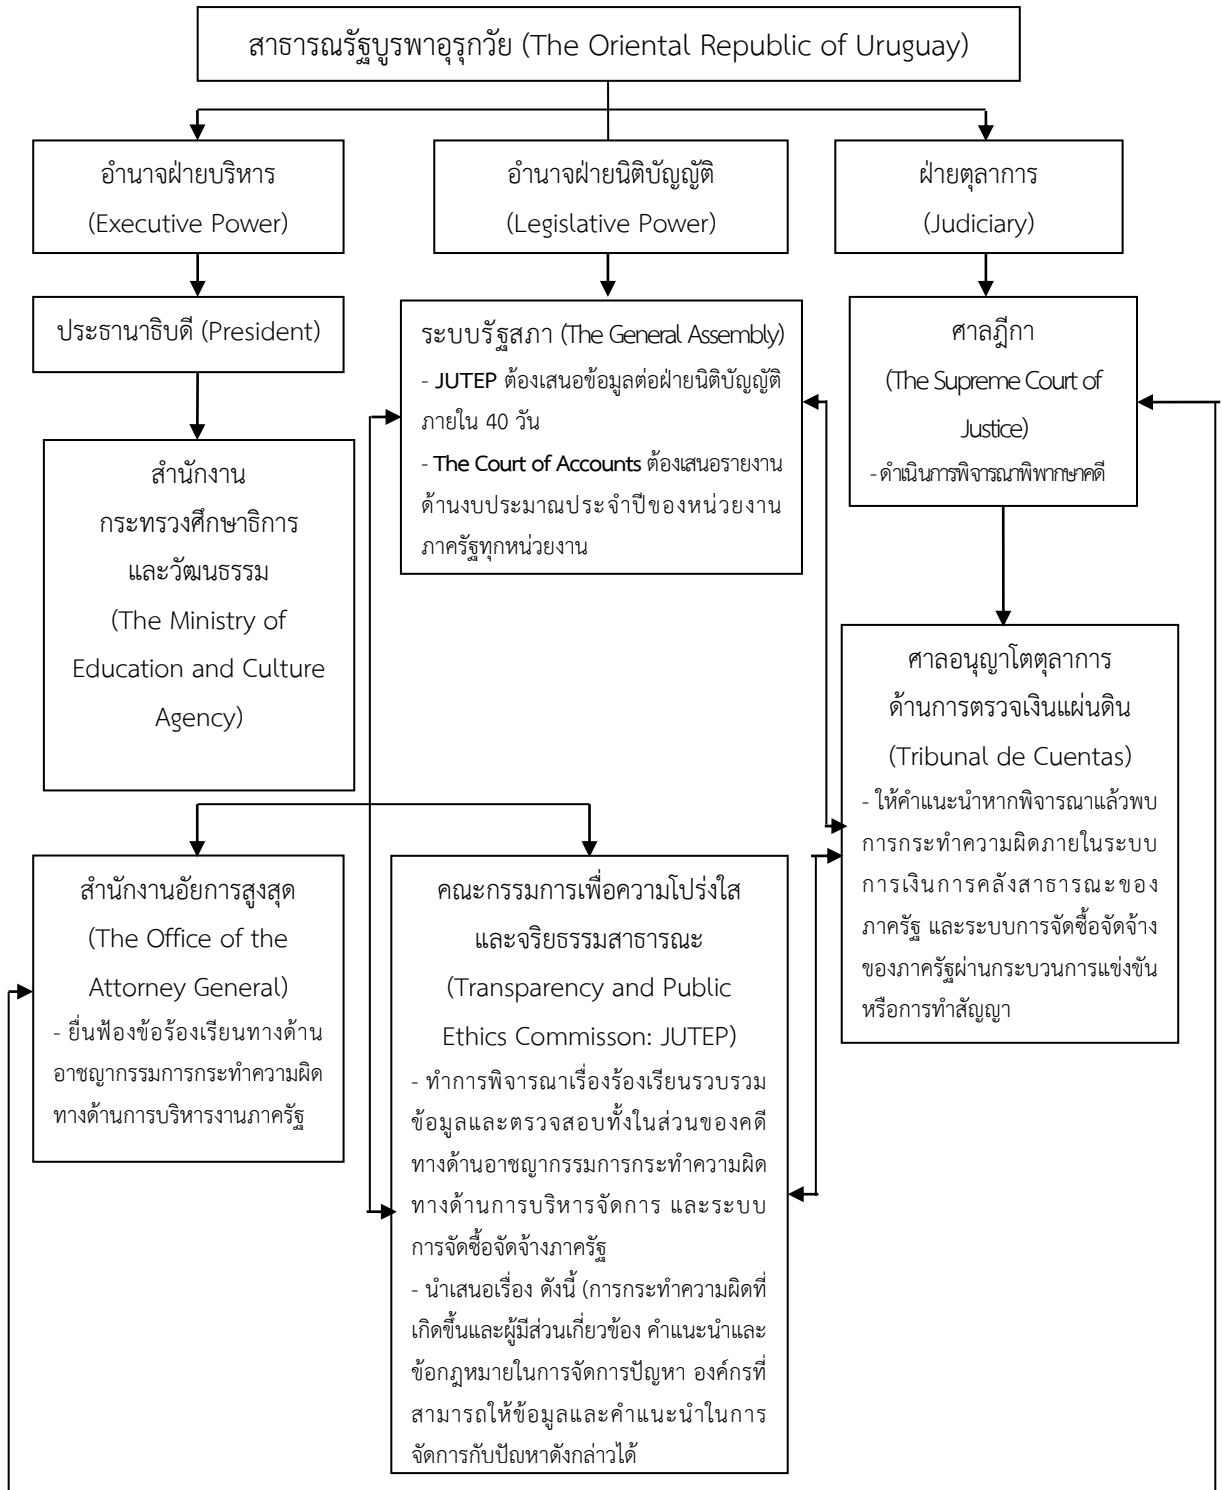 สาธารณรัฐบูรพาอุรุกวัย (The Oriental Republic of Uruguay)
อำนาจฝ่ายบริหาร
(Executive Power)
อำนาจฝ่ายนิติบัญญัติ
(Legislative Power)
ฝ่ายตุลาการ
(Judiciary)
ประธานาธิบดี (President)
ระบบรัฐสภา (The General Assembly)
- JUTEP ต้องเสนอข้อมูลต่อฝ่ายนิติบัญญัติ
ภายใน 40 วัน
- The Court of Accounts ต้องเสนอรายงาน
ด้านงบประมาณประจำปีของหน่วยงาน
ภาครัฐทุกหน่วยงาน
ศาลฎีกา
(The Supreme Court of
Justice)
- ดำเนินการพิจารณาพิพากษาคดี
สำนักงาน
กระทรวงศึกษาธิการ
และวัฒนธรรม
(The Ministry of
Education and Culture
Agency)
ศาลอนุญาโตตุลาการ
ด้านการตรวจเงินแผ่นดิน
(Tribunal de Cuentas)
- ให้คำแนะนำหากพิจารณาแล้วพบ
การกระทำความผิดภายในระบบ
การเงินการคลังสาธารณะของ
ภาครัฐ และระบบการจัดซื้อจัดจ้าง
ของภาครัฐผ่านกระบวนการแข่งขัน
หรือการทำสัญญา
สำนักงานอัยการสูงสุด
(The Office of the
Attorney General)
- ยื่นฟ้องข้อร้องเรียนทางด้าน
อาชญากรรมการกระทำความผิด
ทางด้านการบริหารงานภาครัฐ
คณะกรรมการเพื่อความโปร่งใส
และจริยธรรมสาธารณะ
(Transparency and Public
Ethics Commisson: JUTEP)
- ทำการพิจารณาเรื่องร้องเรียนรวบรวม
ข้อมูลและตรวจสอบทั้งในส่วนของคดี
ทางด้านอาชญากรรมการกระทำความผิด
ทางด้านการบริหารจัดการ และระบบ
การจัดซื้อจัดจ้างภาครัฐ
- นำเสนอเรื่อง ดังนี้ (การกระทำความผิดที่
เกิดขึ้นและผู้มีส่วนเกี่ยวข้อง คำแนะนำและ
ข้อกฎหมายในการจัดการปัญหา องค์กรที่
สามารถให้ข้อมูลและคำแนะนำในการ
จัดการกับปัญหาดังกล่าวได้